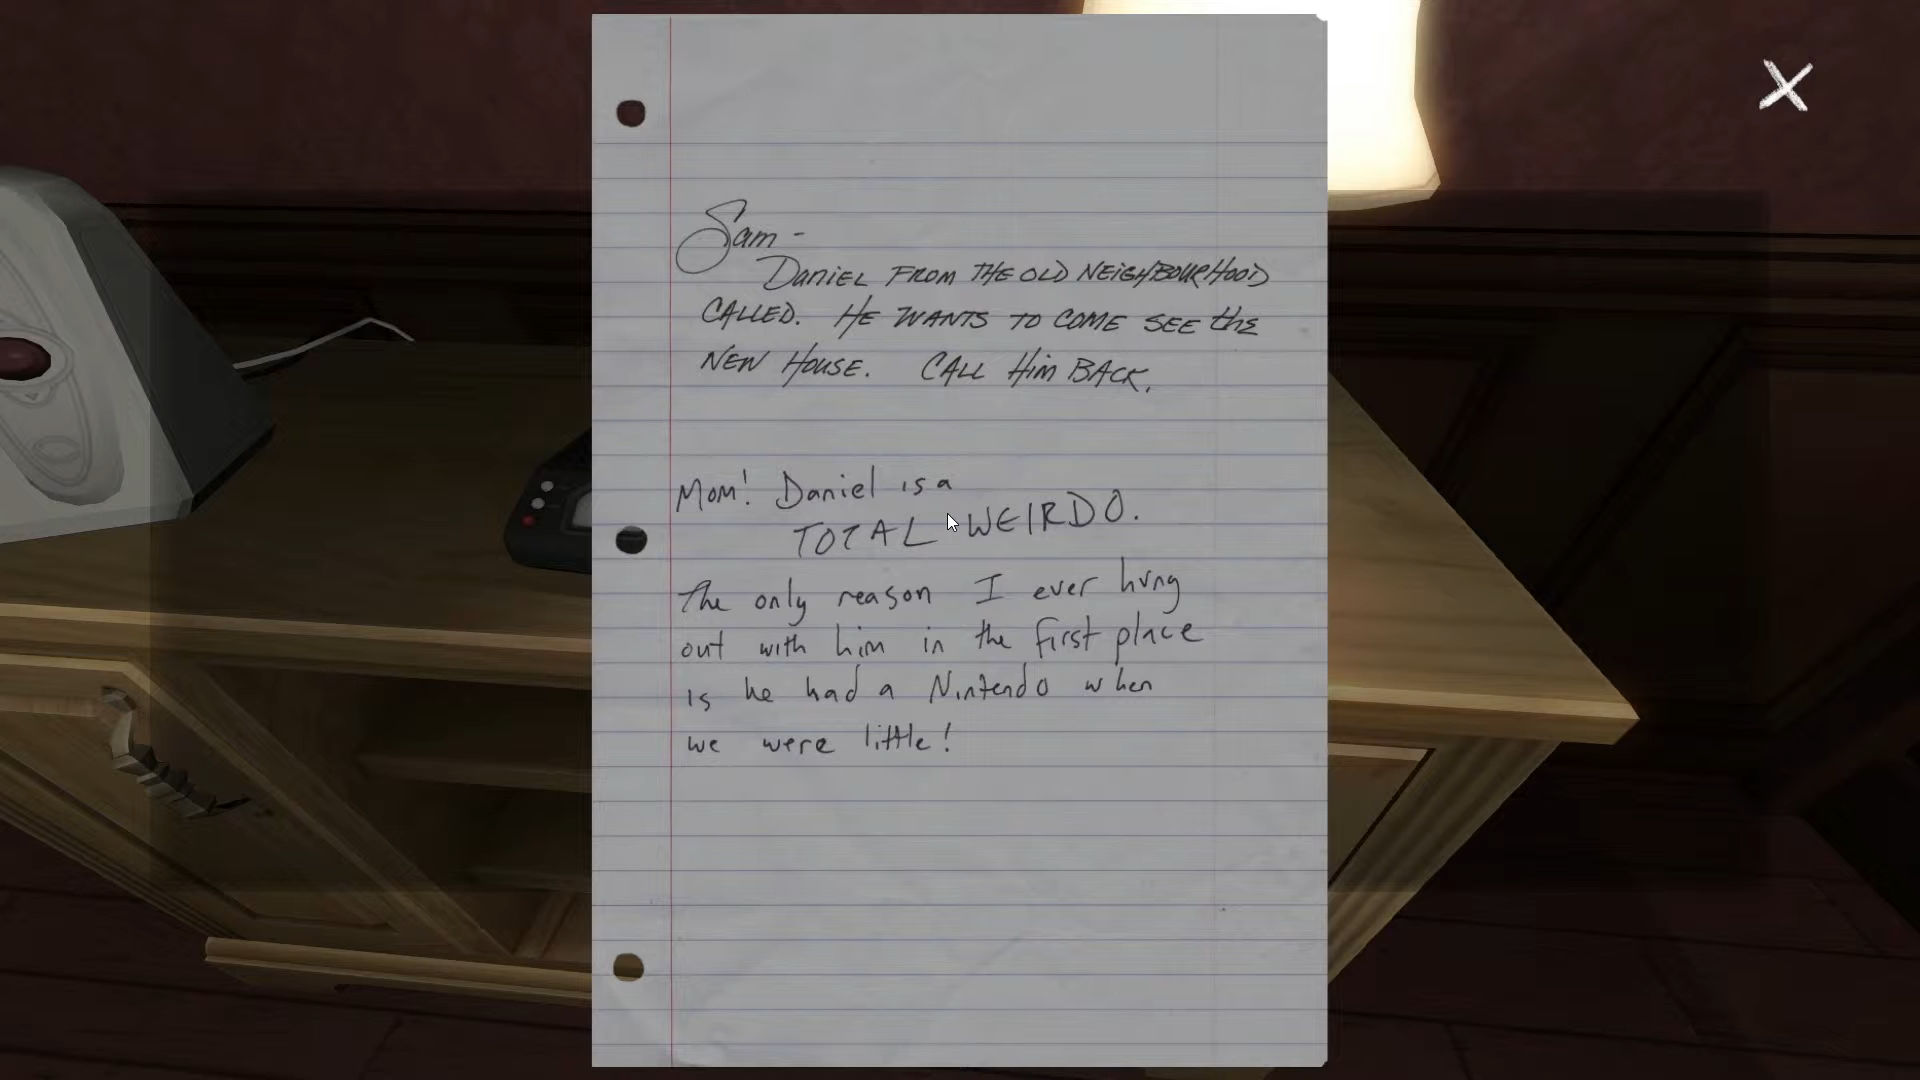 Sam -
DANIEL FROM THE OLD NEIGHBOURHOOD
CALLED. HE WANTS TO COME SEE the
NEW HOUSE. CALL HIM BACK.
Mom! Daniel is a
TOTAL WEIRDO.
The only reason I ever hung
out with him in the first place
is he had a Nintendo when
we were little!